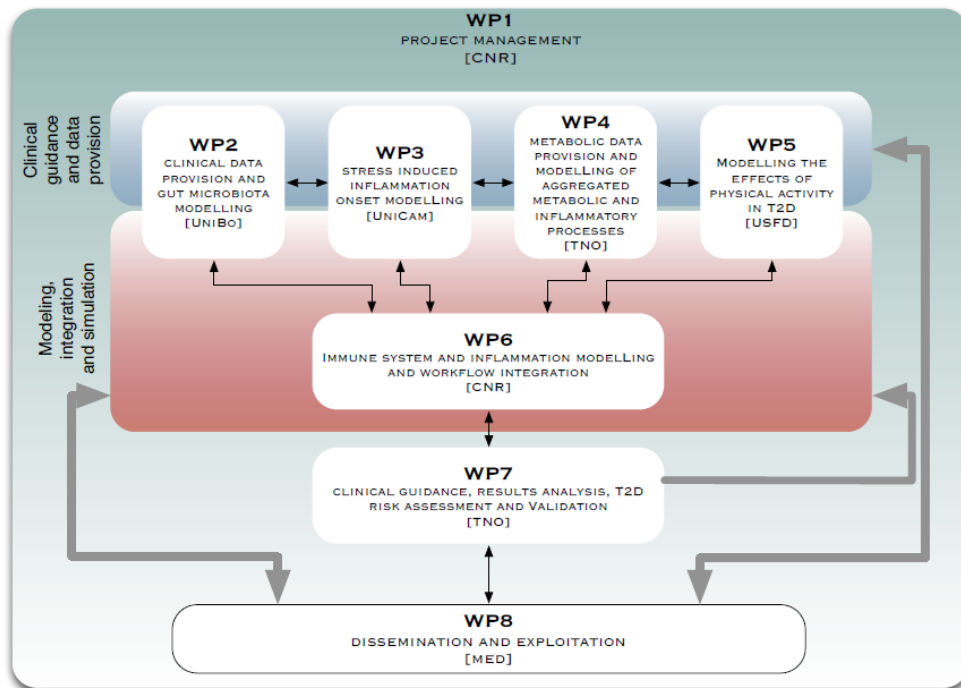 WP1
PROJECT MANAGEMENT
[CNR]
Clinical
guidance
and data
provision
WP2
CLINICAL DATA
PROVISION AND
GUT MICROBIOTA
MODELLING
[UNIBO]
WP3
STRESS INDUCED
INFLAMMATION
ONSET MODELLING
[UNICAM]
WP4
METABOLIC DATA
PROVISION AND
MODELLING OF
AGGREGATED
METABOLIC AND
INFLAMMATORY
PROCESSES
[TNO]
WP5
MODELLING THE
EFFECTS OF
PHYSICAL ACTIVITY
IN T2D
[USFD]
Modeling,
integration
and simulation
WP6
IMMUNE SYSTEM AND INFLAMMATION MODELLING
AND WORKFLOW INTEGRATION
[CNR]
WP7
CLINICAL GUIDANCE, RESULTS ANALYSIS, T2D
RISK ASSESSMENT AND VALIDATION
[TNO]
WP8
DISSEMINATION AND EXPLOITATION
[MED]